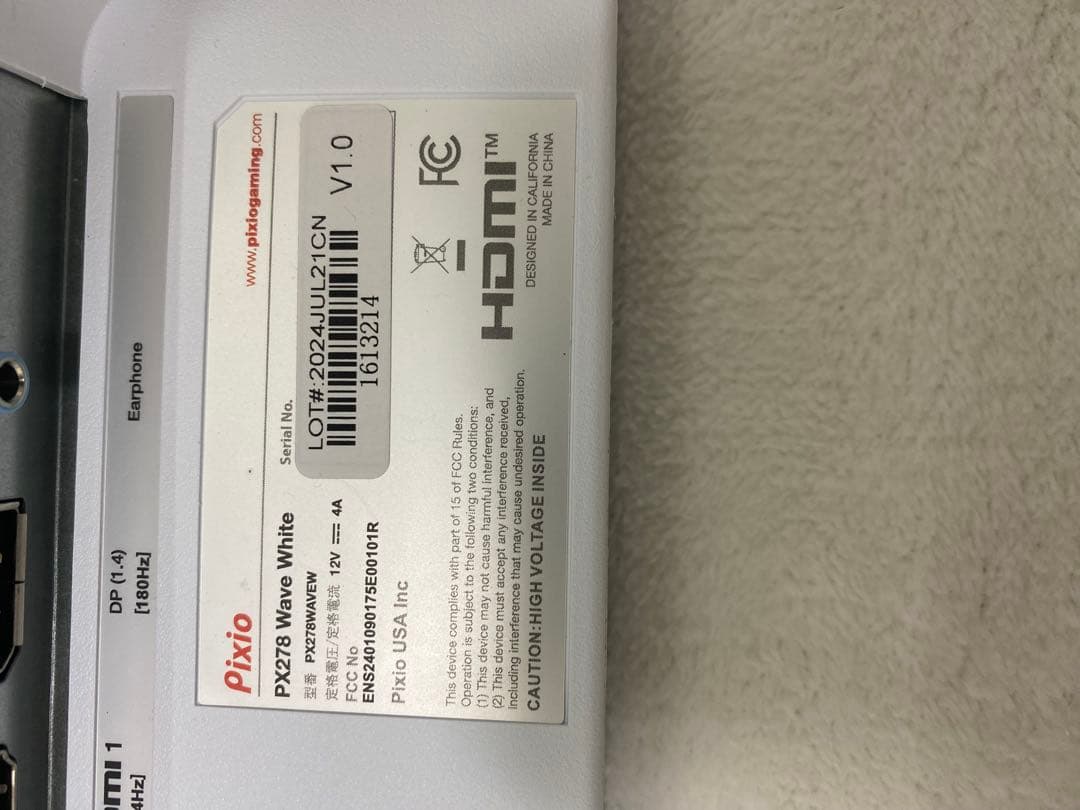 DP (1.4)
[180Hz]
Earphone
Pixio
www.pixiogaming.com
PX278 Wave White
型番 PX278WAVEW
定格電圧/定格電流 12V 4A
FCC No
ENS2401090175E00101R
Pixio USA Inc
Serial No.
LOT#:2024JUL21CN
1613214
V1.0
FC
This device complies with part of 15 of FCC Rules.
Operation is subject to the following two conditions:
(1) This device may not cause harmful interference, and
(2) This device must accept any interference received,
Including interference that may cause undesired operation.
CAUTION:HIGH VOLTAGE INSIDE
HDMI™
DESIGNED IN CALIFORNIA
MADE IN CHINA